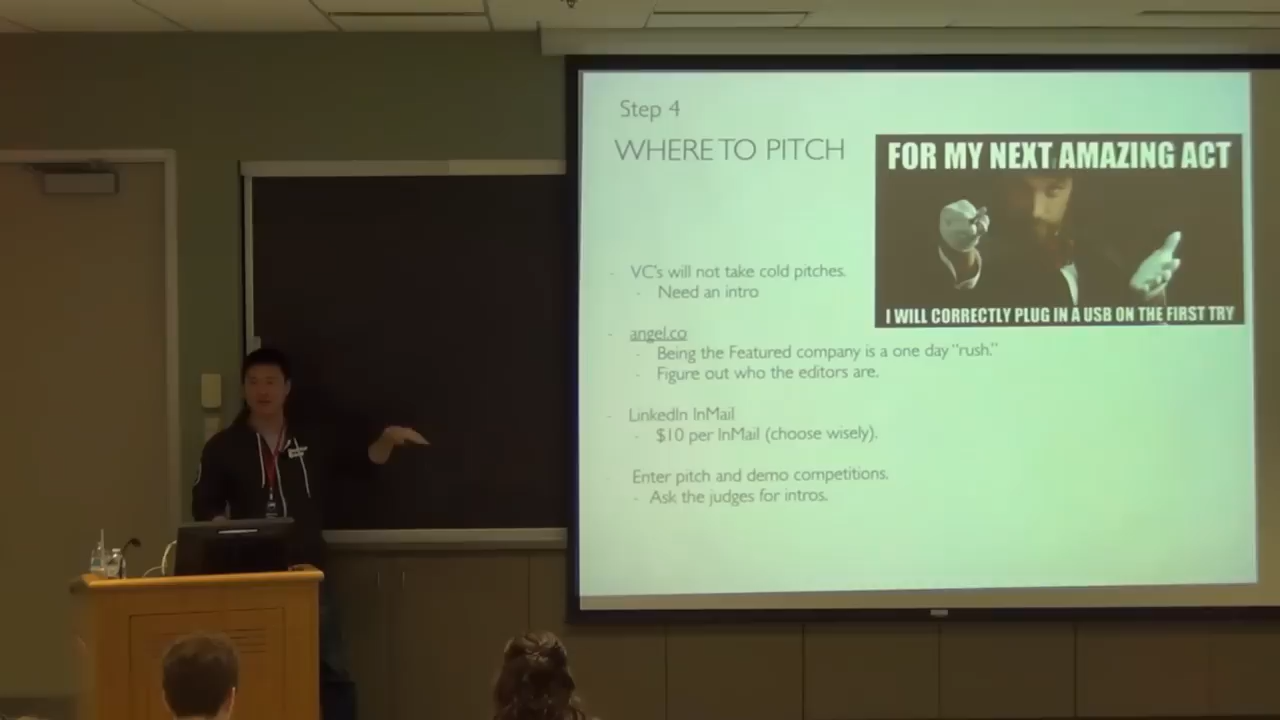 Step 4
WHERE TO PITCH
FOR MY NEXT AMAZING ACT
I WILL CORRECTLY PLUG IN A USB ON THE FIRST TRY
- VC's will not take cold pitches.
- Need an intro
- angel.co
- Being the Featured company is a one day "rush."
- Figure out who the editors are.
- LinkedIn InMail
- $10 per InMail (choose wisely).
Enter pitch and demo competitions.
- Ask the judges for intros.